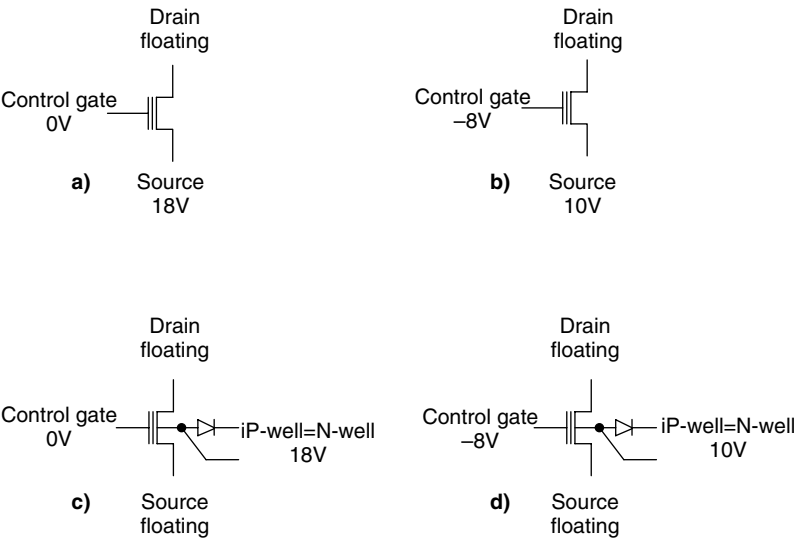 Drain
floating
Control gate
0V
a)
Source
18V
Drain
floating
Control gate
–8V
b)
Source
10V
Drain
floating
Control gate
0V
iP-well=N-well
18V
c)
Source
floating
Drain
floating
Control gate
–8V
iP-well=N-well
10V
d)
Source
floating